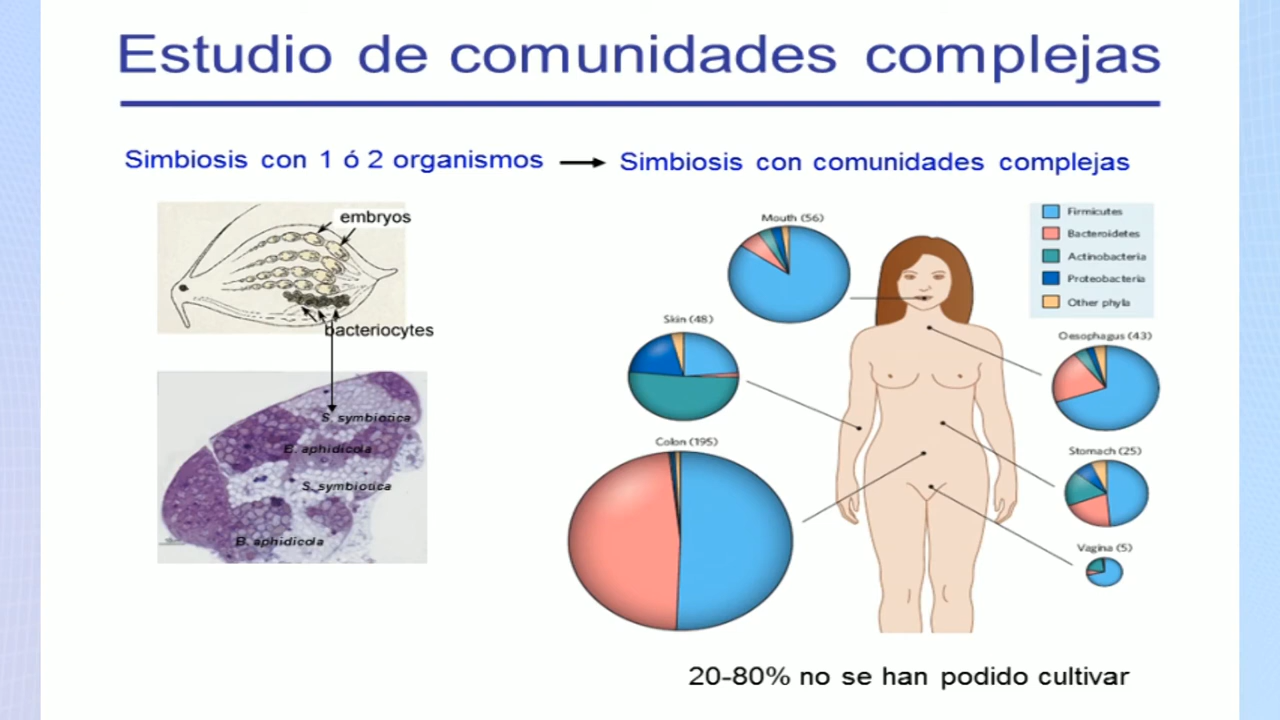 Estudio de comunidades complejas
Simbiosis con 1 ó 2 organismos
Simbiosis con comunidades complejas
embryos
bacteriocytes
S. symbiotica
B. aphidicola
S. symbiotica
B. aphidicola
Mouth (56)
Firmicutes
Bacteroidetes
Actinobacteria
Proteobacteria
Other phyla
Skin (48)
Oesophagus (43)
Colon (195)
Stomach (25)
Vagina (5)
20-80% no se han podido cultivar